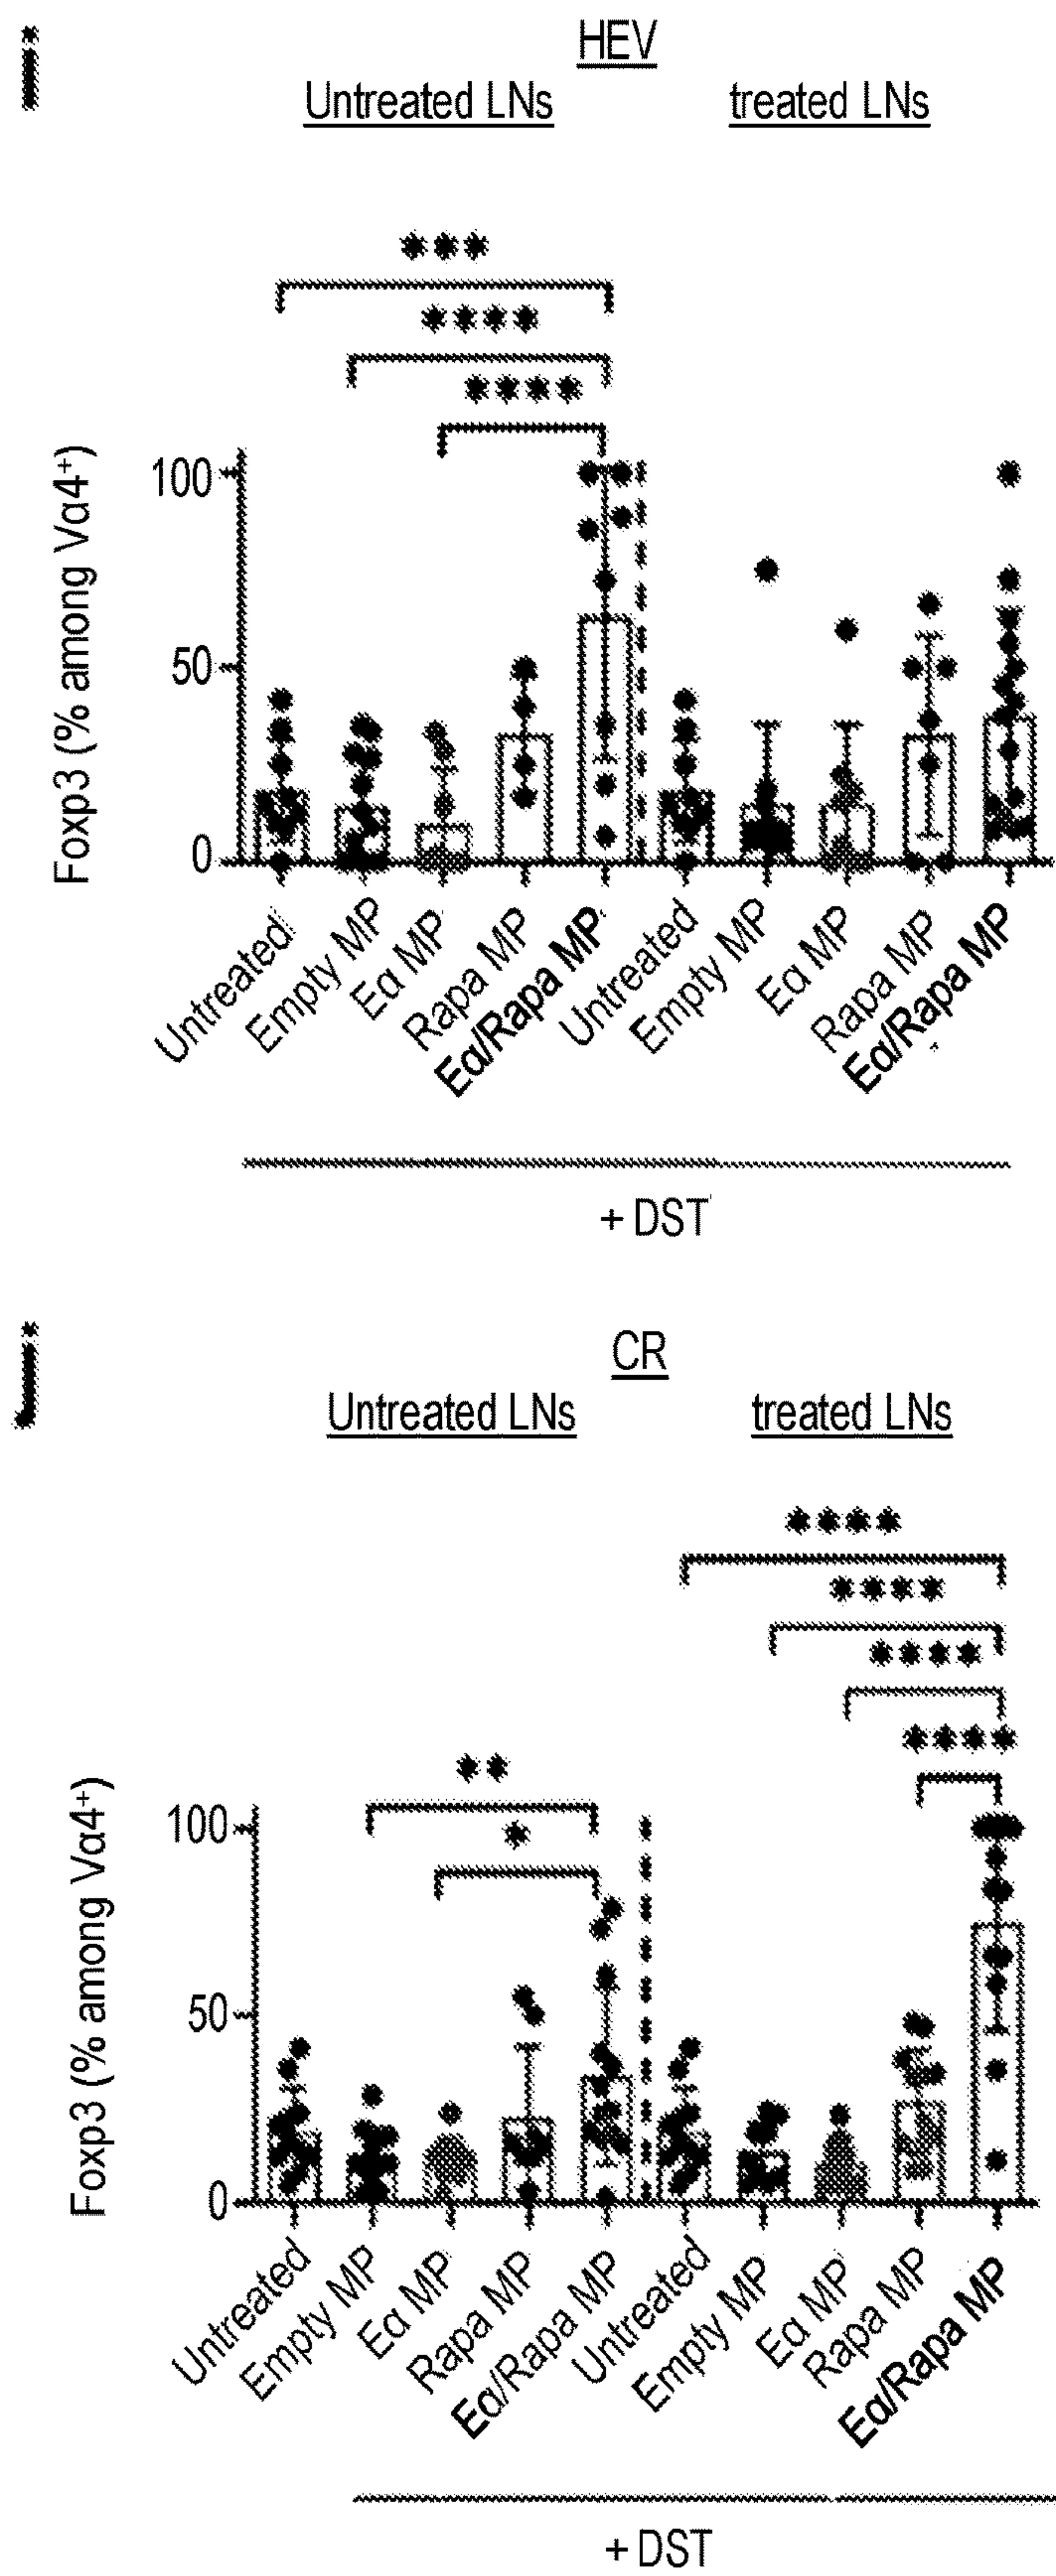 I
HEV
Untreated LNs treated LNs
***
****
****
Foxp3 (% among Vα4+)
100
50
0
Untreated
Empty MP
Eα MP
Rapa MP
Eα/Rapa MP
Untreated
Empty MP
Eα MP
Rapa MP
Eα/Rapa MP
+ DST
J
CR
Untreated LNs treated LNs
****
****
****
****
**
*
Foxp3 (% among Vα4+)
100
50
0
Untreated
Empty MP
Eα MP
Rapa MP
Eα/Rapa MP
Untreated
Empty MP
Eα MP
Rapa MP
Eα/Rapa MP
+ DST